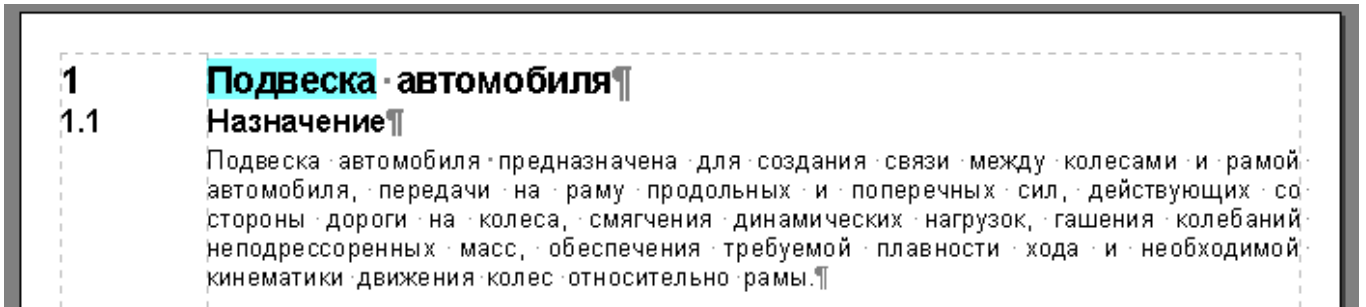 1 Подвеска автомобиля¶
1.1 Назначение¶
Подвеска автомобиля предназначена для создания связи между колесами и рамой
автомобиля, передачи на раму продольных и поперечных сил, действующих со
стороны дороги на колеса, смягчения динамических нагрузок, гашения колебаний
неподрессоренных масс, обеспечения требуемой плавности хода и необходимой
кинематики движения колес относительно рамы.¶